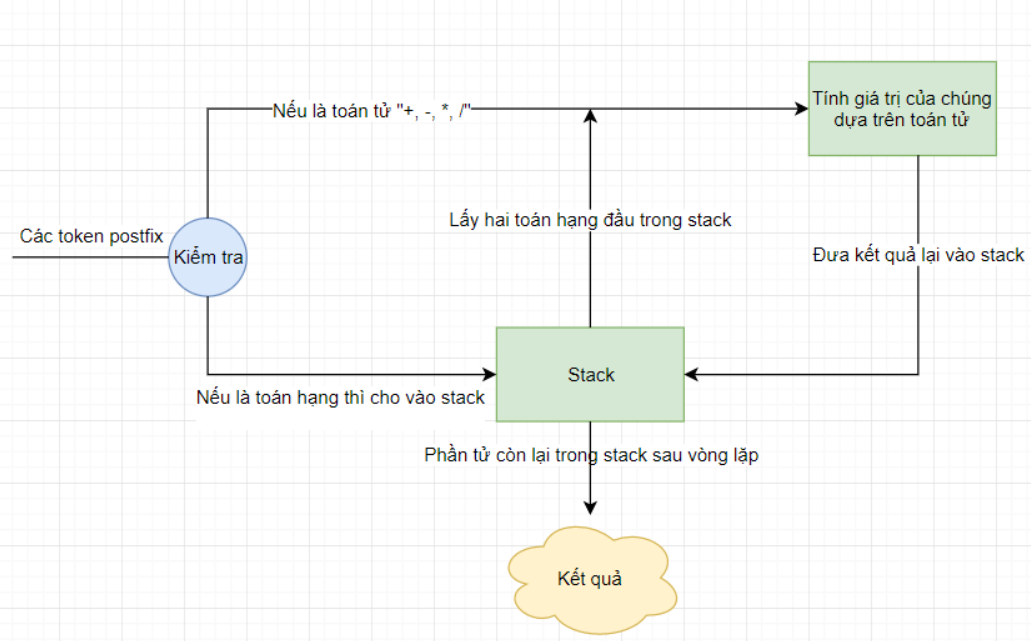 Nếu là toán tử "+, -, *, /"
Tính giá trị của chúng
dựa trên toán tử
Lấy hai toán hạng đầu trong stack
Các token postfix
Kiểm tra
Đưa kết quả lại vào stack
Stack
Nếu là toán hạng thì cho vào stack
Phần tử còn lại trong stack sau vòng lặp
Kết quả